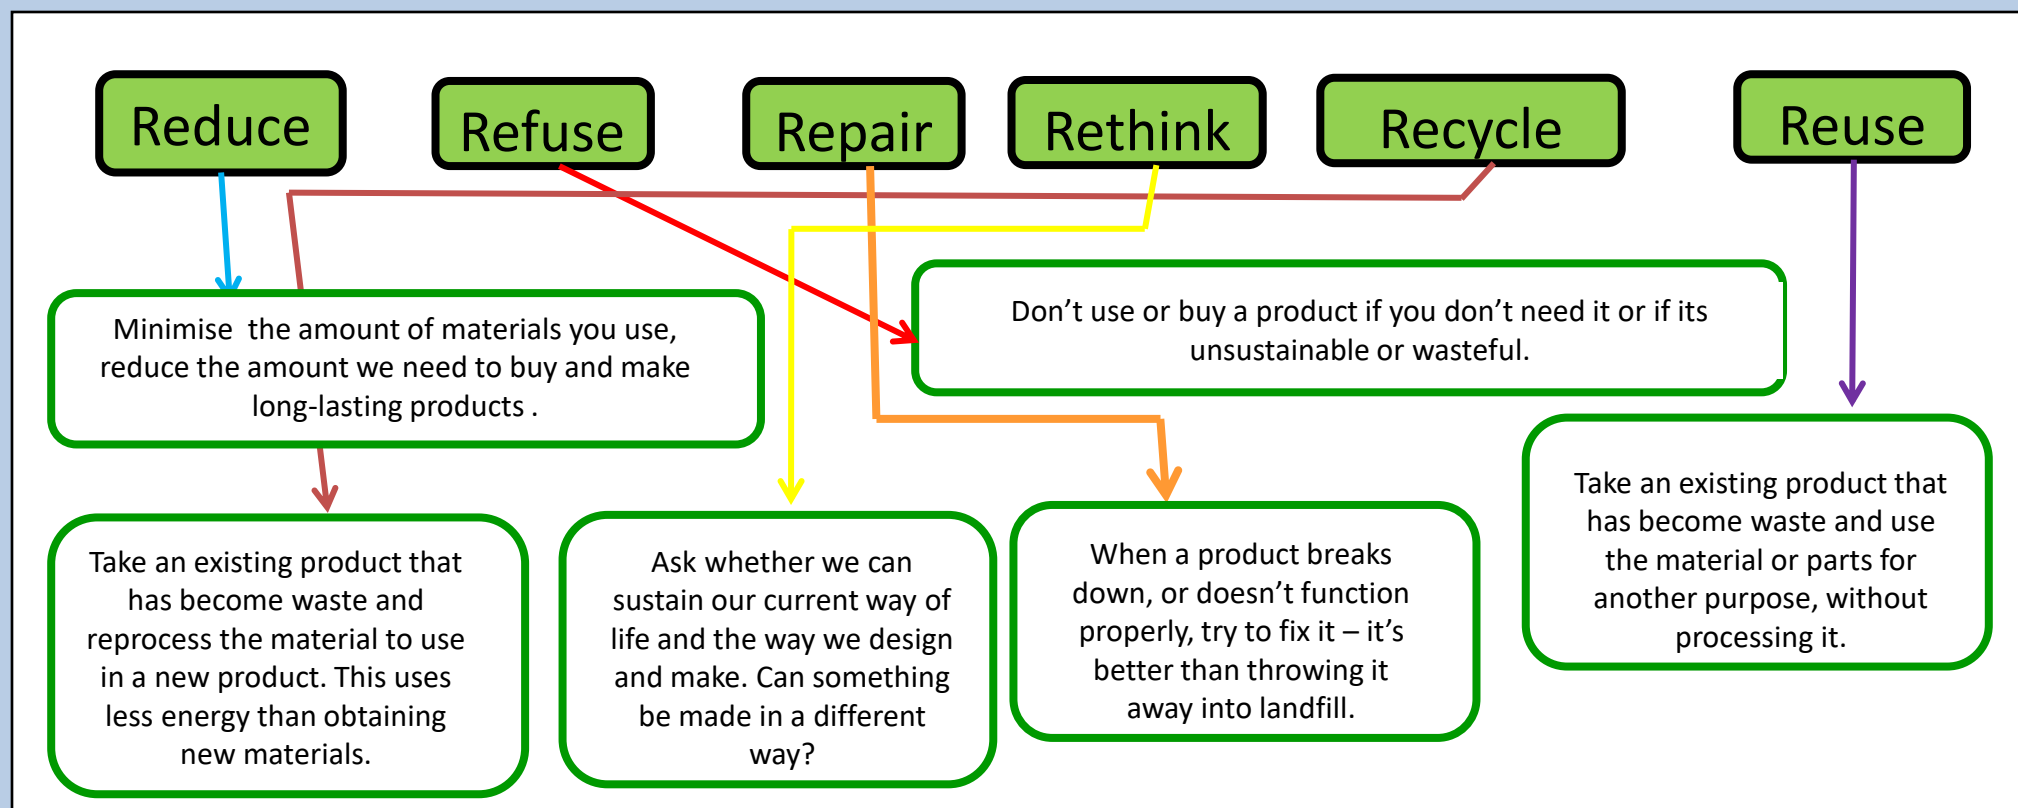 Reduce
Refuse
Repair
Rethink
Recycle
Reuse
Minimise  the amount of materials you use,
reduce the amount we need to buy and make
long-lasting products .
Don’t use or buy a product if you don’t need it or if its
unsustainable or wasteful.
Take an existing product that
has become waste and
reprocess the material to use
in a new product. This uses
less energy than obtaining
new materials.
Ask whether we can
sustain our current way of
life and the way we design
and make. Can something
be made in a different
way?
When a product breaks
down, or doesn’t function
properly, try to fix it – it’s
better than throwing it
away into landfill.
Take an existing product that
has become waste and use
the material or parts for
another purpose, without
processing it.